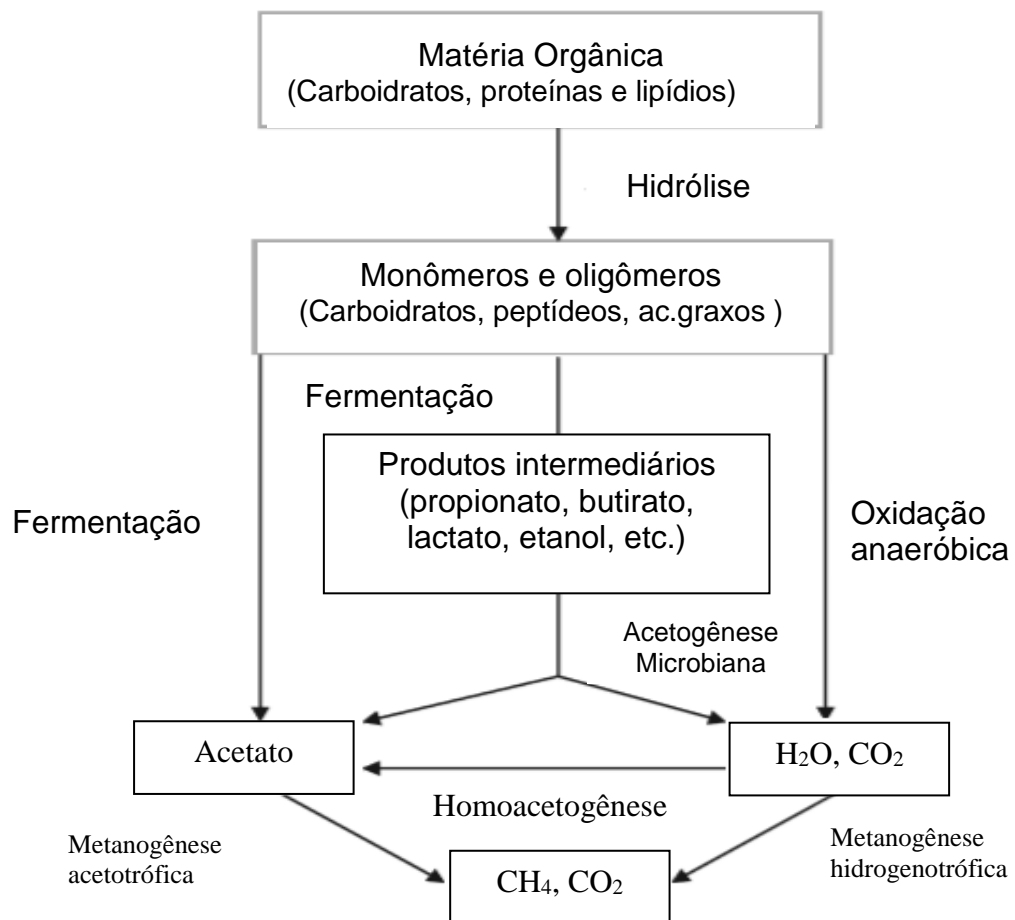 Matéria Orgânica
(Carboidratos, proteínas e lipídios)
Hidrólise
Monômeros e oligômeros
(Carboidratos, peptídeos, ac.graxos )
Fermentação
Produtos intermediários
(propionato, butirato,
lactato, etanol, etc.)
Fermentação
Oxidação
anaeróbica
Acetogênese
Microbiana
Acetato
H₂O, CO₂
Homoacetogênese
Metanogênese
acetotrófica
Metanogênese
hidrogenotrófica
CH₄, CO₂